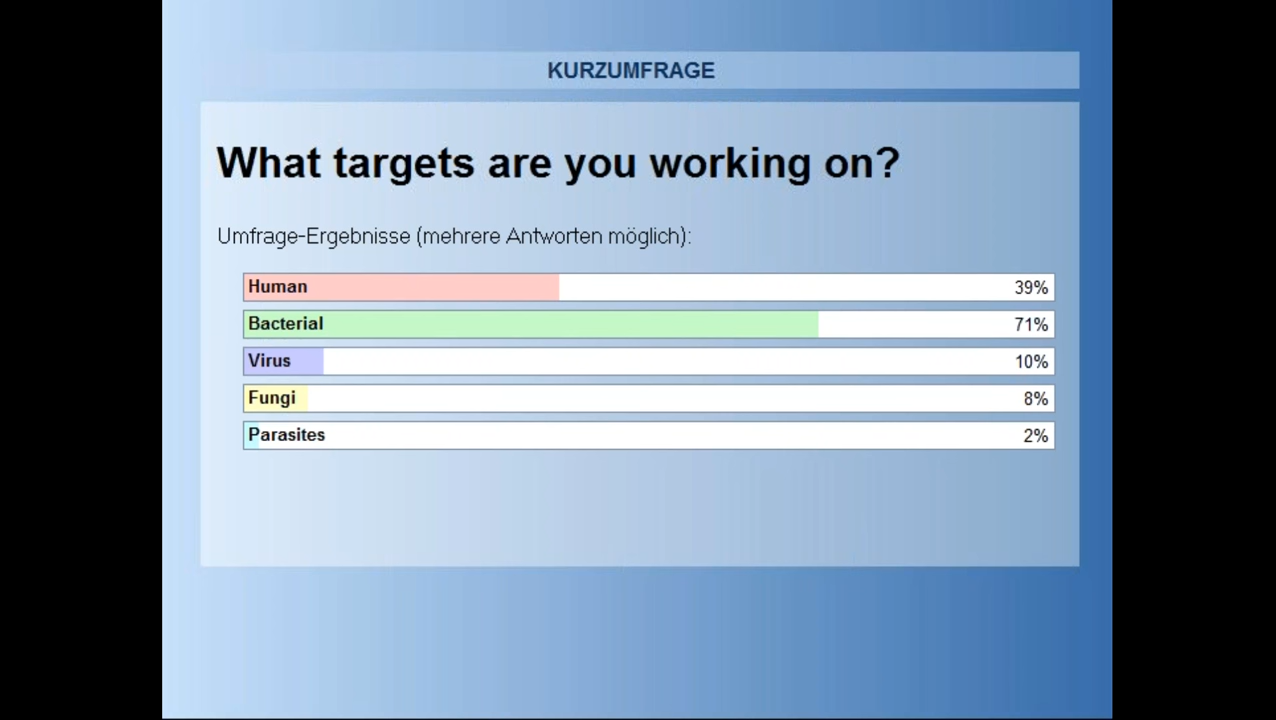 KURZUMFRAGE
What targets are you working on?
Umfrage-Ergebnisse (mehrere Antworten möglich):
Human 39%
Bacterial 71%
Virus 10%
Fungi 8%
Parasites 2%